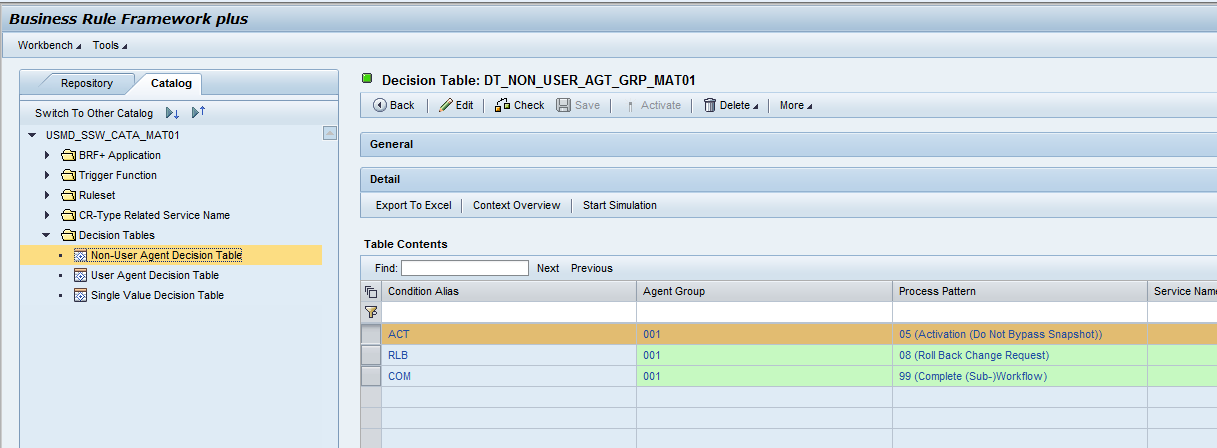 Business Rule Framework plus
Workbench Tools
Repository Catalog
Switch To Other Catalog
USMD_SSW_CATA_MAT01
BRF+ Application
Trigger Function
Ruleset
CR-Type Related Service Name
Decision Tables
Non-User Agent Decision Table
User Agent Decision Table
Single Value Decision Table
Decision Table: DT_NON_USER_AGT_GRP_MAT01
Back Edit Check Save Activate Delete More
General
Detail
Export To Excel Context Overview Start Simulation
Table Contents
Find: Next Previous
Condition Alias Agent Group Process Pattern Service Name
ACT 001 05 (Activation (Do Not Bypass Snapshot))
RLB 001 08 (Roll Back Change Request)
COM 001 99 (Complete (Sub-)Workflow)